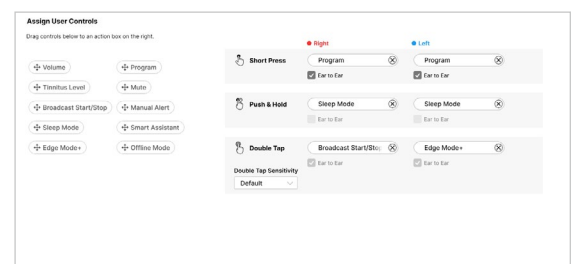 Assign User Controls
Drag controls below to an action box on the right.
Volume
Program
Tinnitus Level
Mute
Broadcast Start/Stop
Manual Alert
Sleep Mode
Smart Assistant
Edge Mode+
Offline Mode
Right
Left
Short Press
Program
Program
Ear to Ear
Ear to Ear
Push & Hold
Sleep Mode
Sleep Mode
Ear to Ear
Ear to Ear
Double Tap
Broadcast Start/Stop
Edge Mode+
Ear to Ear
Ear to Ear
Double Tap Sensitivity
Default